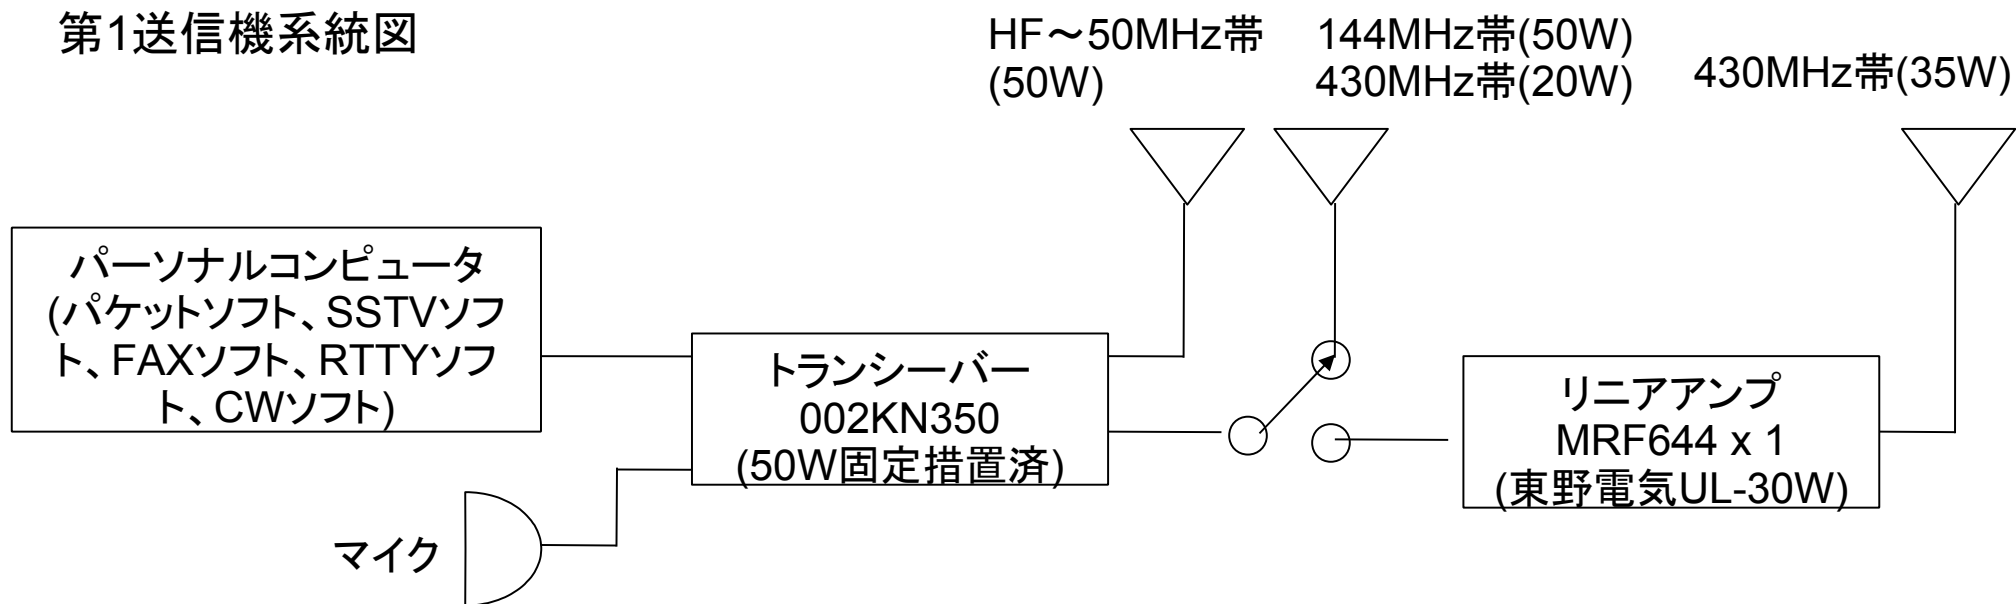 第1送信機系統図
HF～50MHz帯
(50W)
144MHz帯(50W)
430MHz帯(20W)
430MHz帯(35W)
パーソナルコンピュータ
(パケットソフト、SSTVソフ
ト、FAXソフト、RTTYソフ
ト、CWソフト)
トランシーバー
002KN350
(50W固定措置済)
リニアアンプ
MRF644 x 1
(東野電気UL-30W)
マイク